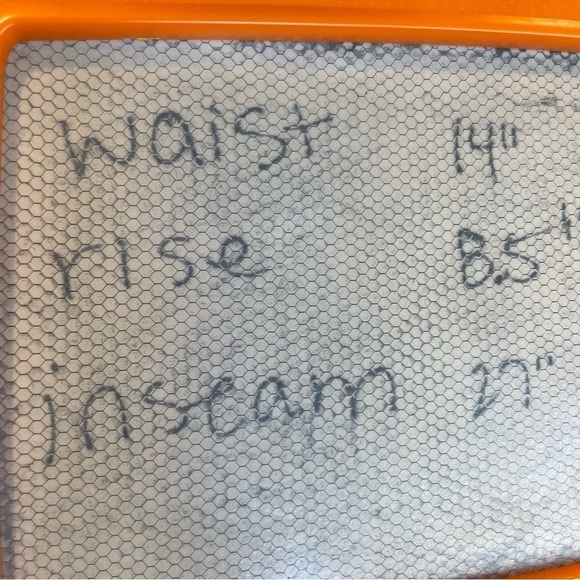 waist 14"
rise 8.5"
inseam 27"